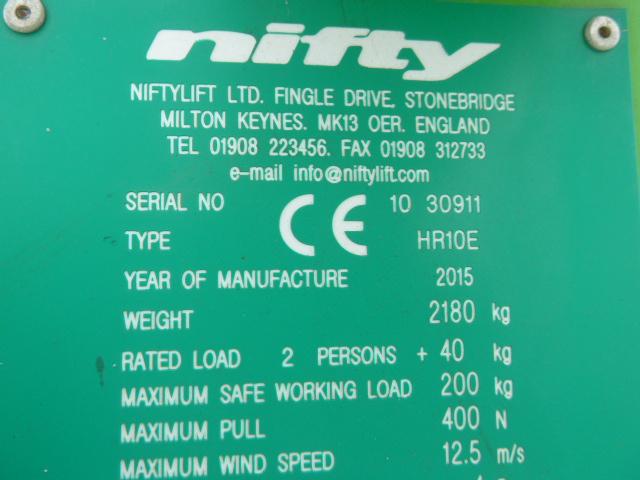 nifty
NIFTYLIFT LTD. FINGLE DRIVE. STONEBRIDGE
MILTON KEYNES. MK13 OER. ENGLAND
TEL 01908 223456. FAX 01908 312733
e-mail info@niftylift.com
SERIAL NO CE 10 30911
TYPE HR10E
YEAR OF MANUFACTURE 2015
WEIGHT 2180 kg
RATED LOAD 2 PERSONS + 40 kg
MAXIMUM SAFE WORKING LOAD 200 kg
MAXIMUM PULL 400 N
MAXIMUM WIND SPEED 12.5 m/s